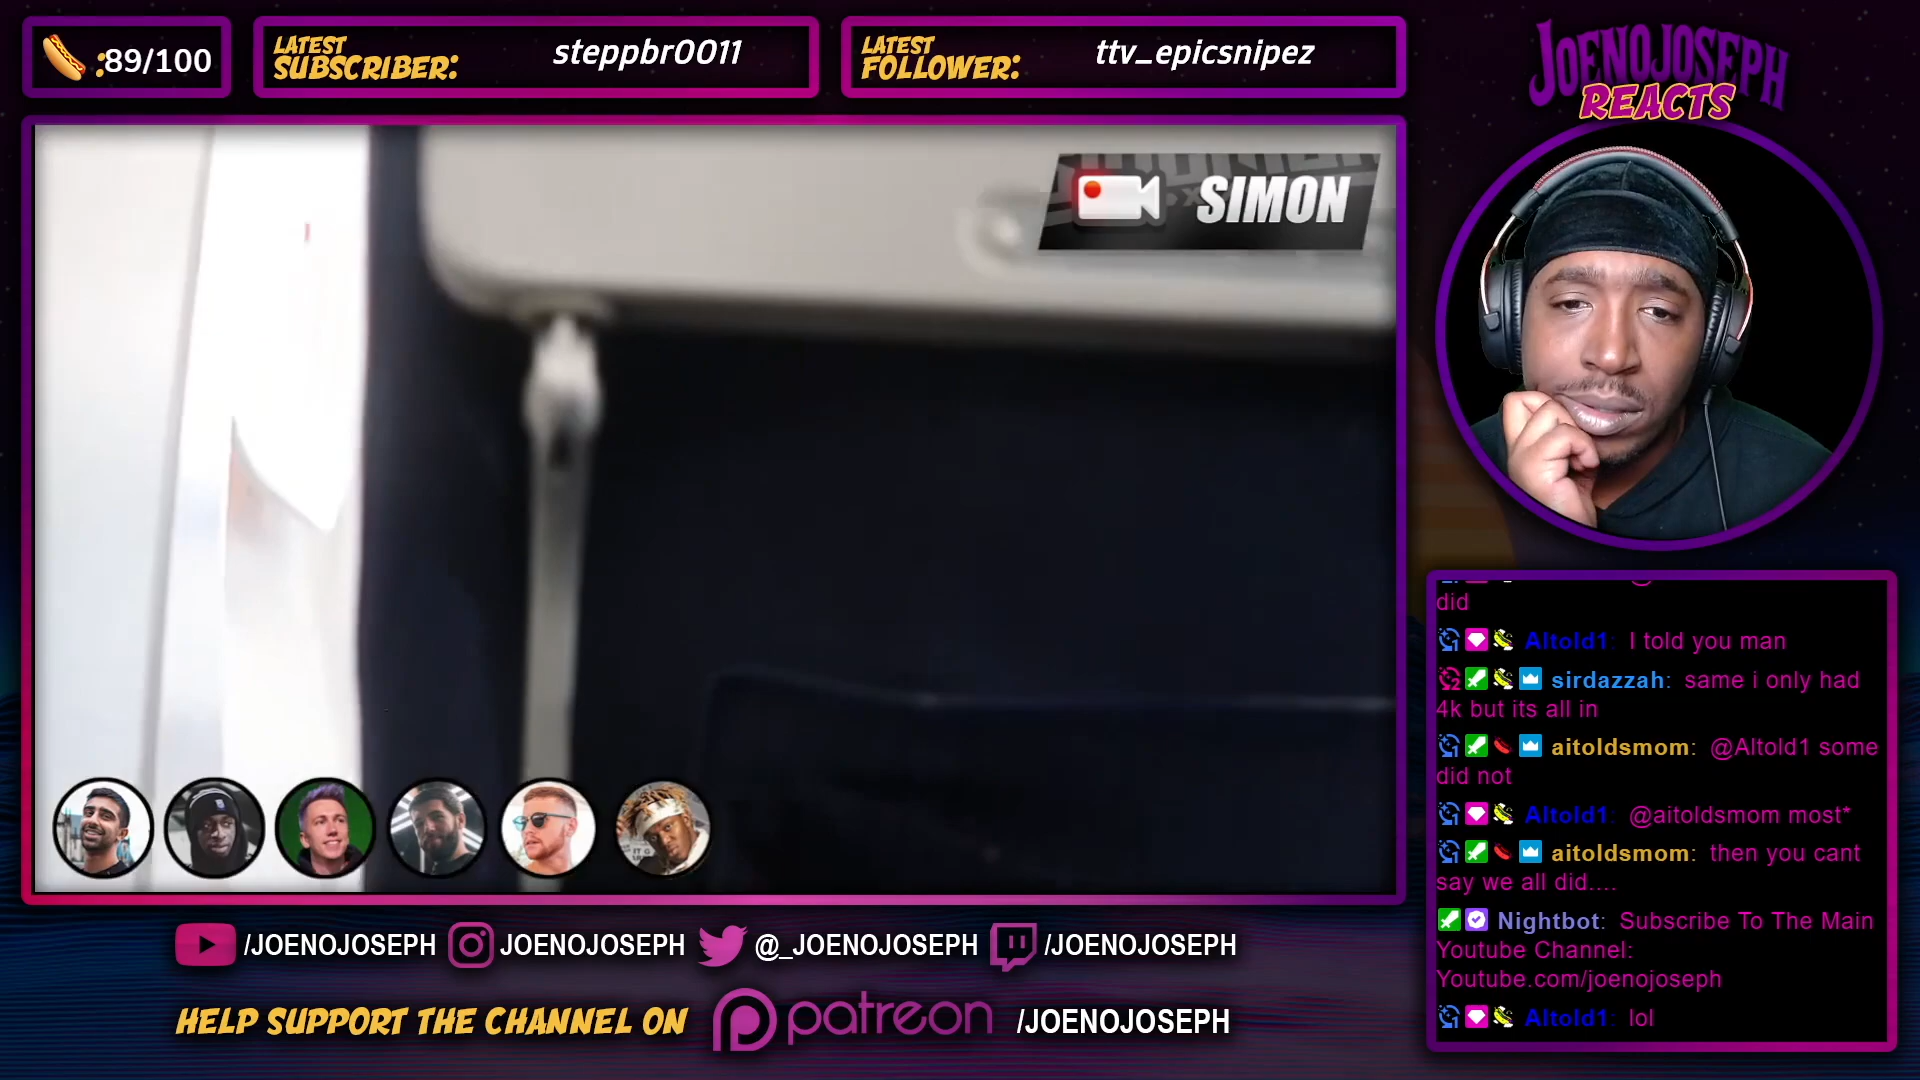 :89/100
LATEST SUBSCRIBER: steppbr0011
LATEST FOLLOWER: ttv_epicsnipez
JOENOJOSEPH
REACTS
SIMON
did
Altold1: I told you man
sirdazzah: same i only had
4k but its all in
aitoldsmom: @Altold1 some
did not
Altold1: @aitoldsmom most*
aitoldsmom: then you cant
say we all did....
Nightbot: Subscribe To The Main
Youtube Channel:
Youtube.com/joenojoseph
Altold1: lol
/JOENOJOSEPH JOENOJOSEPH @_JOENOJOSEPH /JOENOJOSEPH
HELP SUPPORT THE CHANNEL ON patreon /JOENOJOSEPH